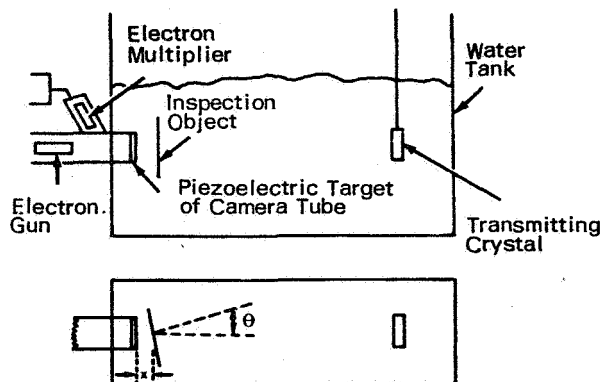 Electron
Multiplier
Water
Tank
Inspection
Object
Piezoelectric Target
of Camera Tube
Electron.
Gun
Transmitting
Crystal
θ
x